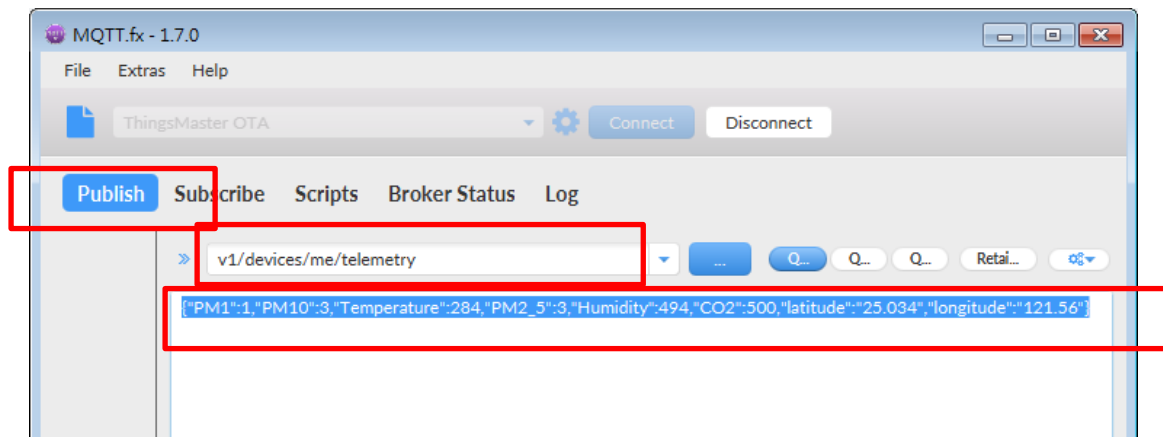 MQTT.fx - 1.7.0
File Extras Help
ThingsMaster OTA Connect Disconnect
Publish Subscribe Scripts Broker Status Log
» v1/devices/me/telemetry ... Q... Q... Q... Retai...
{"PM1":1,"PM10":3,"Temperature":284,"PM2_5":3,"Humidity":494,"CO2":500,"latitude":"25.034","longitude":"121.56"}